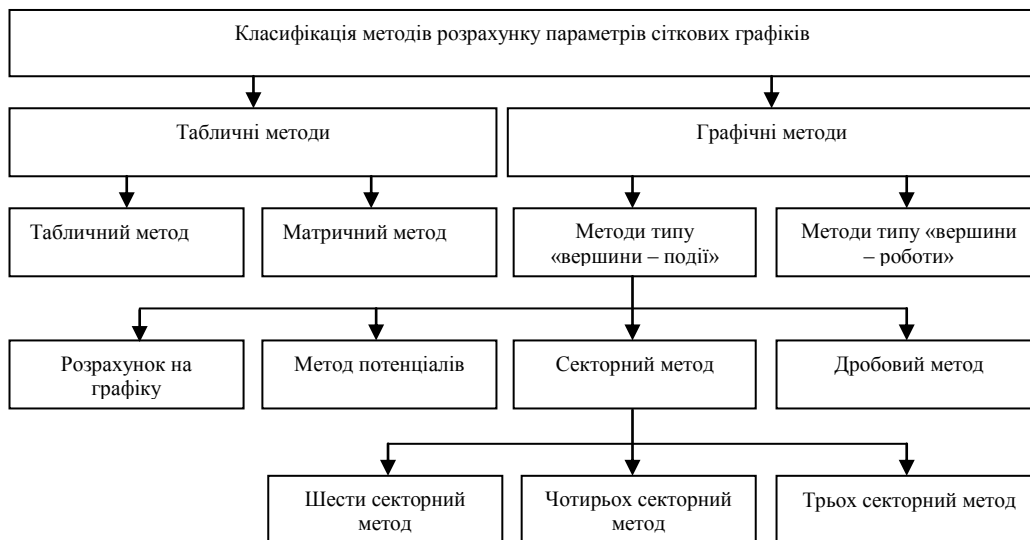 Класифікація методів розрахунку параметрів сіткових графіків
Табличні методи
Графічні методи
Табличний метод
Матричний метод
Методи типу
«вершини – події»
Методи типу «вершини
– роботи»
Розрахунок на
графіку
Метод потенціалів
Секторний метод
Дробовий метод
Шести секторний
метод
Чотирьох секторний
метод
Трьох секторний метод